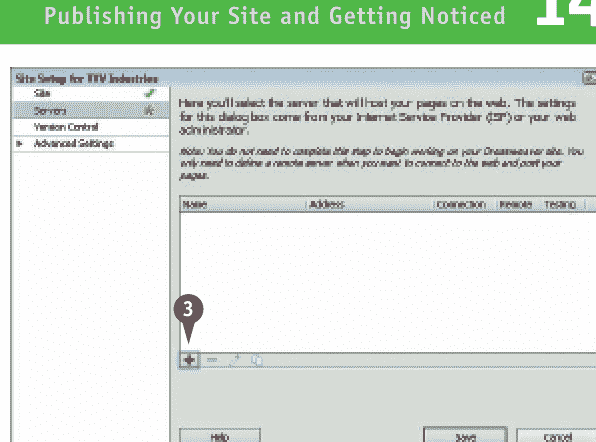 Publishing Your Site and Getting Noticed 14
Site Setup for TTV Industries
Site
Servers
Version Control
Advanced Settings
Here you'll select the server that will host your pages on the web. The settings
for this dialog box come from your Internet Service Provider (ISP) or your web
administrator.
Note: You do not need to complete this step to begin working on your Dreamweaver site. You
only need to define a remote server when you want to connect to the web and post your
pages.
Name Address Connection Remote Testing
3
Help Save Cancel